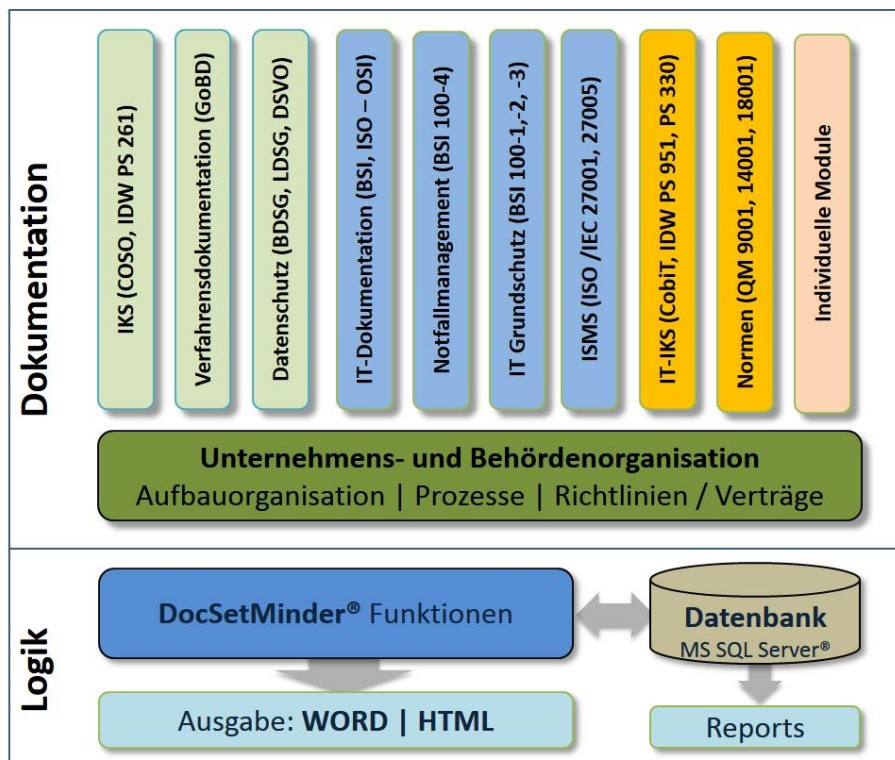 Dokumentation
IKS (COSO, IDW PS 261)
Verfahrensdokumentation (GoBD)
Datenschutz (BDSG, LDSG, DSVO)
IT-Dokumentation (BSI, ISO – OSI)
Notfallmanagement (BSI 100-4)
IT Grundschutz (BSI 100-1,-2, -3)
ISMS (ISO /IEC 27001, 27005)
IT-IKS (CobiT, IDW PS 951, PS 330)
Normen (QM 9001, 14001, 18001)
Individuelle Module
Unternehmens- und Behördenorganisation
Aufbauorganisation | Prozesse | Richtlinien / Verträge
Logik
DocSetMinder® Funktionen
Datenbank
MS SQL Server®
Ausgabe: WORD | HTML
Reports